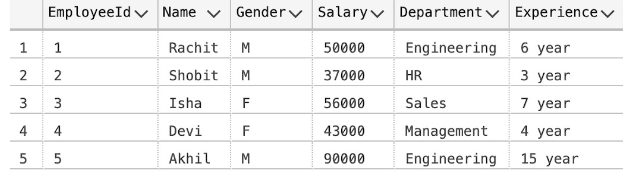 EmployeeId Name Gender Salary Department Experience
1 1 Rachit M 50000 Engineering 6 year
2 2 Shobit M 37000 HR 3 year
3 3 Isha F 56000 Sales 7 year
4 4 Devi F 43000 Management 4 year
5 5 Akhil M 90000 Engineering 15 year